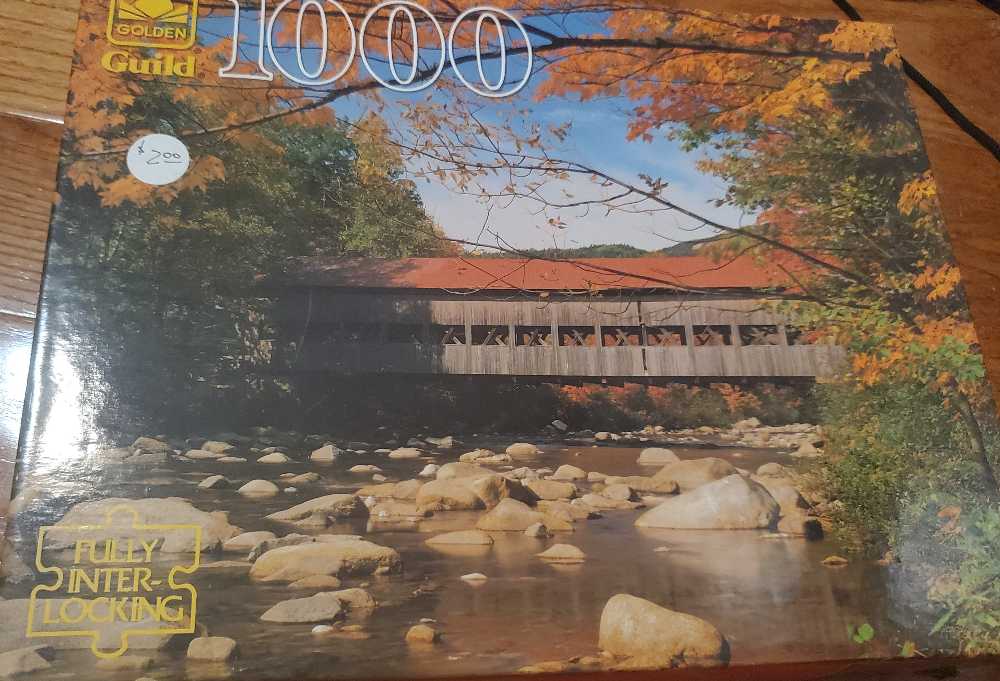 GOLDEN
Guild
1000
$2.00
FULLY
INTER-
LOCKING